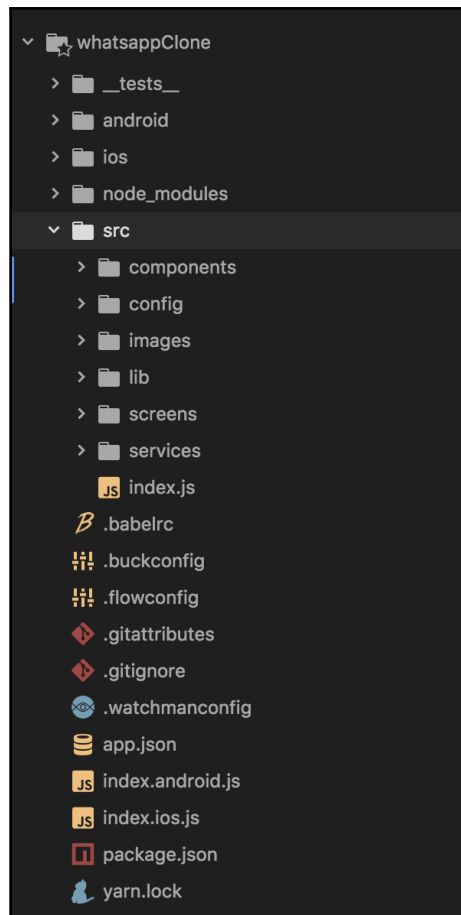 whatsappClone
__tests__
android
ios
node_modules
src
components
config
images
lib
screens
services
JS index.js
.babelrc
.buckconfig
.flowconfig
.gitattributes
.gitignore
.watchmanconfig
app.json
JS index.android.js
JS index.ios.js
package.json
yarn.lock